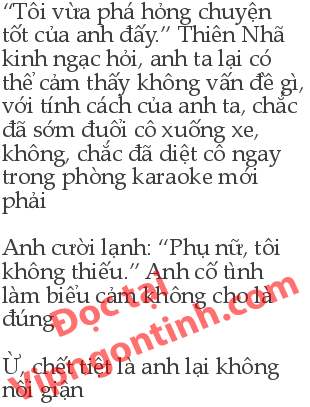 “Tôi vừa phá hỏng chuyện
tốt của anh đấy.” Thiên Nhã
kinh ngạc hỏi, anh ta lại có
thể cảm thấy không vấn đề gì,
với tính cách của anh ta, chắc
đã sớm đuổi cô xuống xe,
không, chắc đã diệt cô ngay
trong phòng karaoke mới
phải
Anh cười lạnh: “Phụ nữ, tôi
không thiếu.” Anh cố tình
làm biểu cảm không cho là
đúng
Ừ, chết tiệt là anh lại không
nổi giận
Đọc tại
Vipngontinh.com